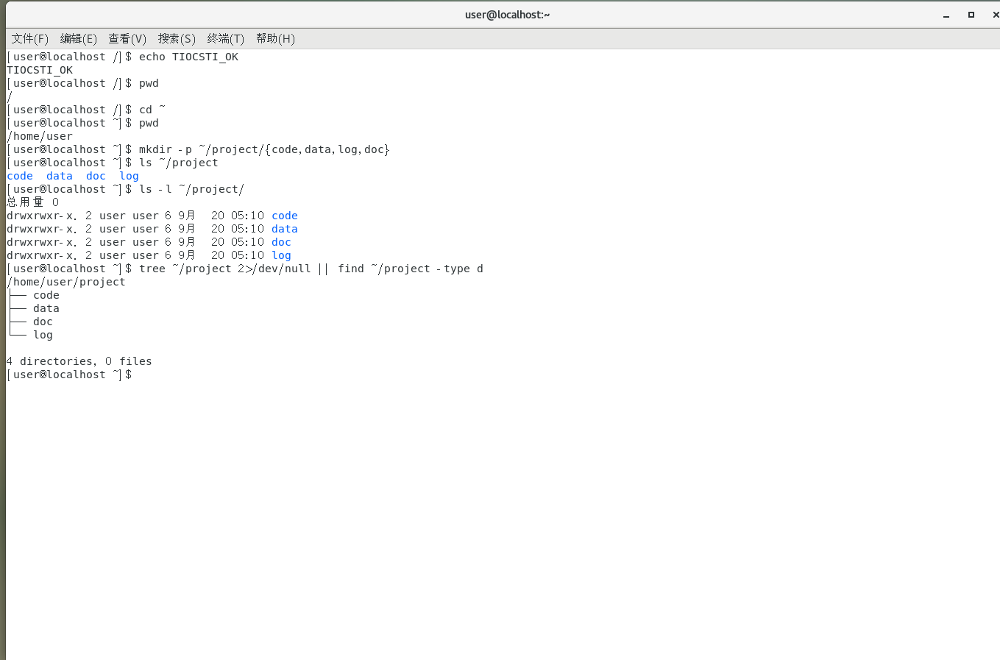 user@localhost:~
文件(F) 编辑(E) 查看(V) 搜索(S) 终端(T) 帮助(H)
[user@localhost /]$ echo TIOCSTI_OK
TIOCSTI_OK
[user@localhost /]$ pwd
/
[user@localhost /]$ cd ~
[user@localhost ~]$ pwd
/home/user
[user@localhost ~]$ mkdir -p ~/project/{code,data,log,doc}
[user@localhost ~]$ ls ~/project
code  data  doc  log
[user@localhost ~]$ ls -l ~/project/
总用量 0
drwxrwxr-x. 2 user user 6 9月  20 05:10 code
drwxrwxr-x. 2 user user 6 9月  20 05:10 data
drwxrwxr-x. 2 user user 6 9月  20 05:10 doc
drwxrwxr-x. 2 user user 6 9月  20 05:10 log
[user@localhost ~]$ tree ~/project 2>/dev/null || find ~/project -type d
/home/user/project
├── code
├── data
├── doc
└── log
4 directories, 0 files
[user@localhost ~]$